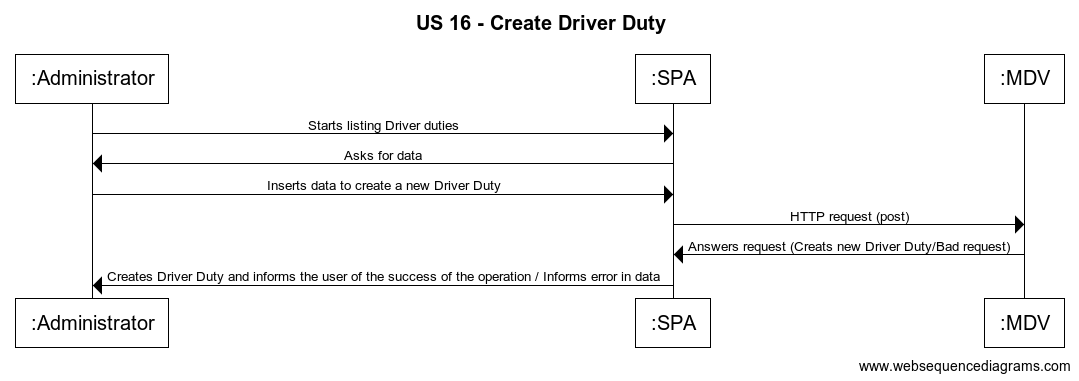 US 16 - Create Driver Duty
:Administrator
:SPA
:MDV
Starts listing Driver duties
Asks for data
Inserts data to create a new Driver Duty
HTTP request (post)
Answers request (Creats new Driver Duty/Bad request)
Creates Driver Duty and informs the user of the success of the operation / Informs error in data
:Administrator
:SPA
:MDV
www.websequencediagrams.com